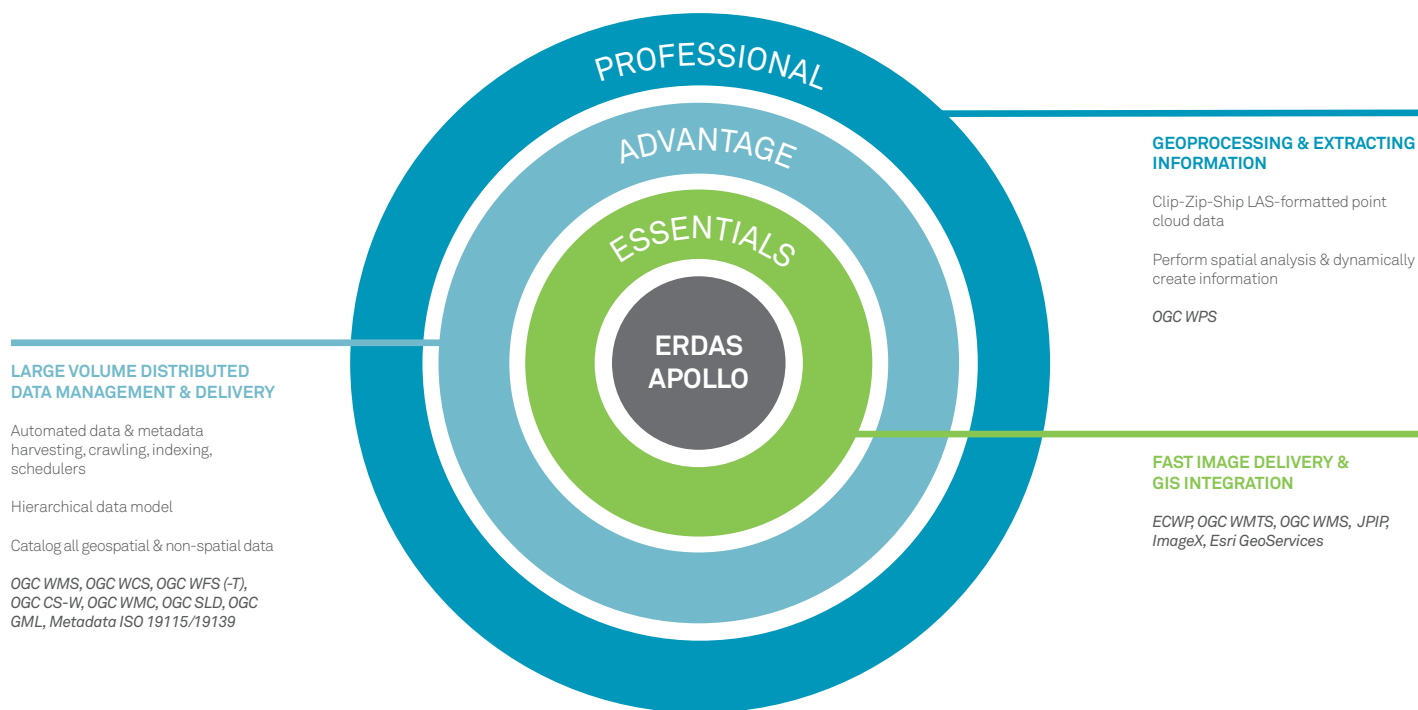 PROFESSIONAL
ADVANTAGE
ESSENTIALS
ERDAS
APOLLO
LARGE VOLUME DISTRIBUTED
DATA MANAGEMENT & DELIVERY
Automated data & metadata
harvesting, crawling, indexing,
schedulers
Hierarchical data model
Catalog all geospatial & non-spatial data
OGC WMS, OGC WCS, OGC WFS (-T),
OGC CS-W, OGC WMC, OGC SLD, OGC
GML, Metadata ISO 19115/19139
GEOPROCESSING & EXTRACTING
INFORMATION
Clip-Zip-Ship LAS-formatted point
cloud data
Perform spatial analysis & dynamically
create information
OGC WPS
FAST IMAGE DELIVERY &
GIS INTEGRATION
ECWP, OGC WMTS, OGC WMS, JPIP,
ImageX, Esri GeoServices